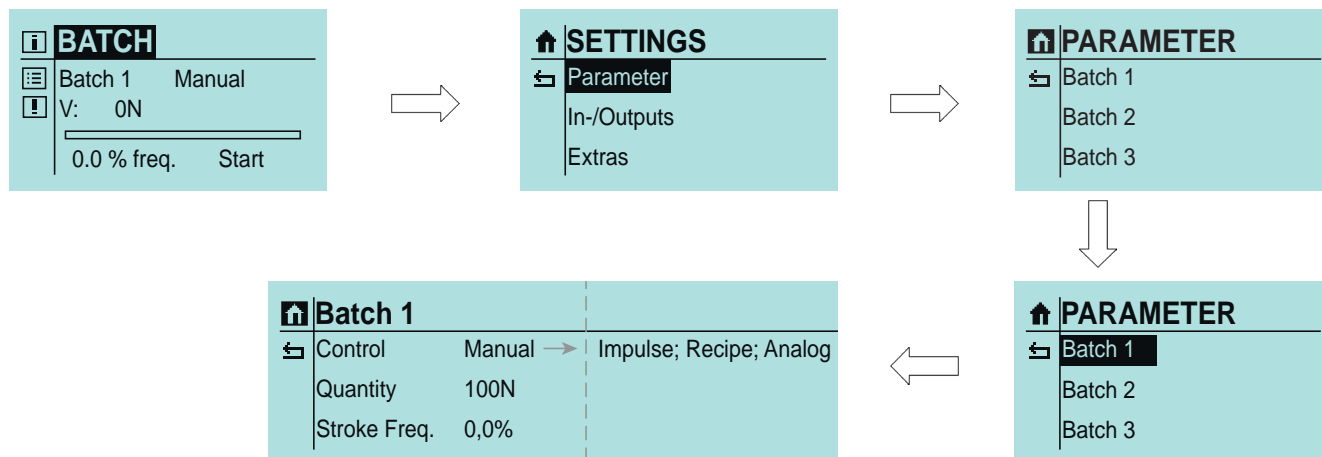 BATCH
Batch 1 Manual
V: 0N
0.0 % freq. Start
SETTINGS
Parameter
In-/Outputs
Extras
PARAMETER
Batch 1
Batch 2
Batch 3
PARAMETER
Batch 1
Batch 2
Batch 3
Batch 1
Control Manual Impulse; Recipe; Analog
Quantity 100N
Stroke Freq. 0,0%